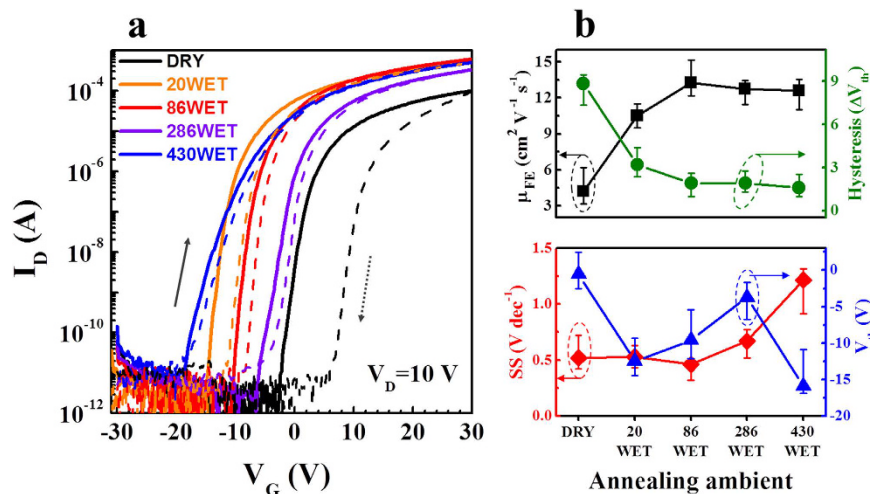 a
I_D (A)
10⁻⁴
10⁻⁶
10⁻⁸
10⁻¹⁰
10⁻¹²
DRY
20WET
86WET
286WET
430WET
V_D=10 V
-30 -20 -10 0 10 20 30
V_G (V)
b
μ_FE (cm² V⁻¹ s⁻¹)
15
12
9
6
3
9
6
3
0
Hysteresis (ΔV_th)
SS (V dec⁻¹)
1.5
1.0
0.5
0.0
0
-5
-10
-15
-20
(V)
DRY 20 86 286 430
WET WET WET WET
Annealing ambient